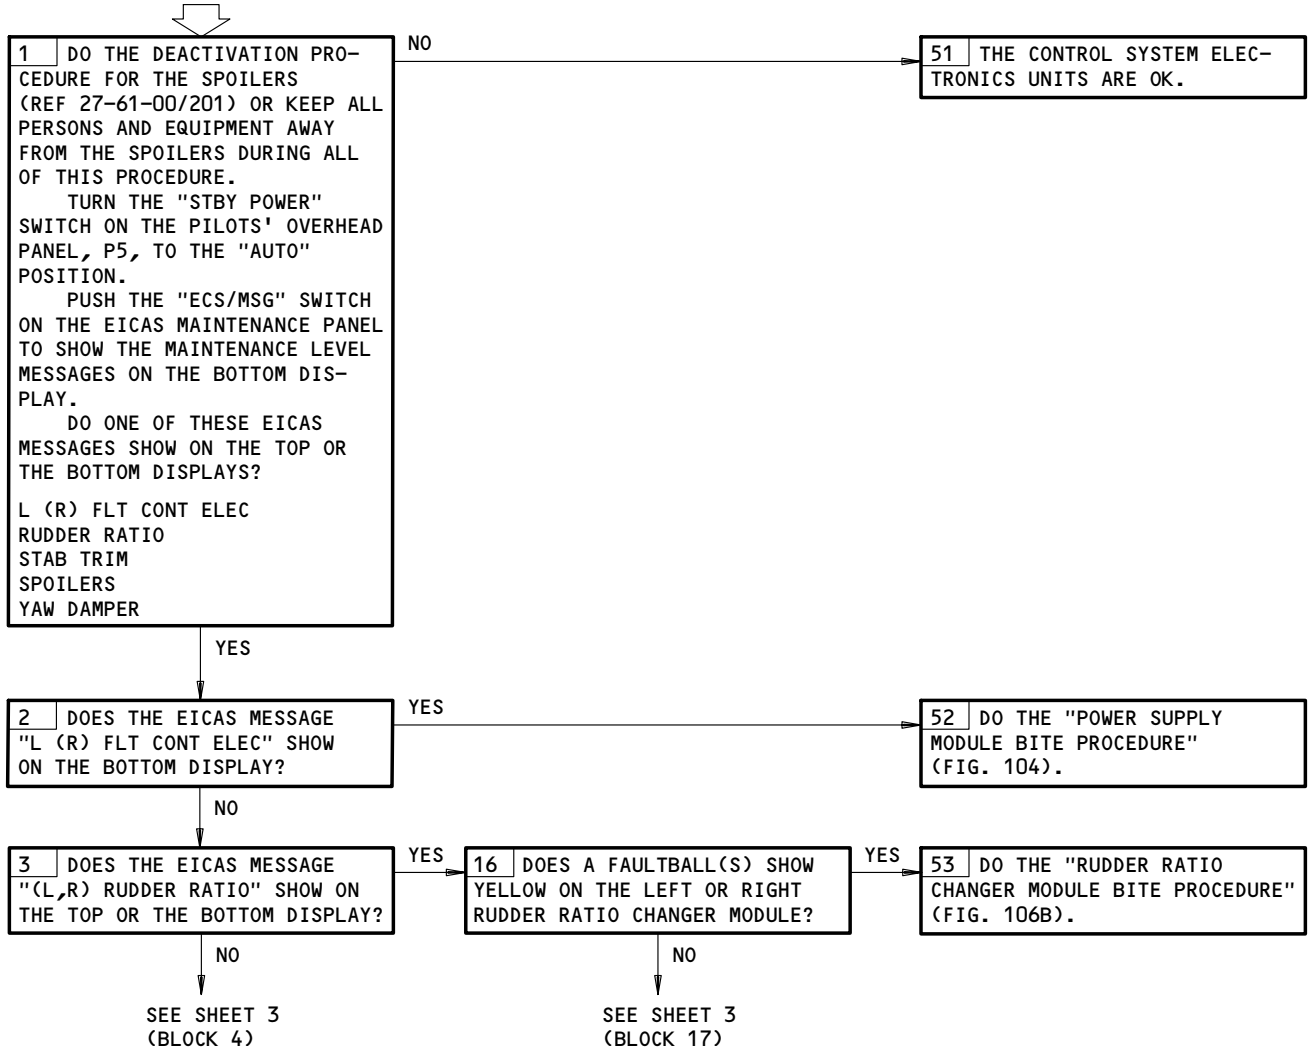 1 DO THE DEACTIVATION PRO-
CEDURE FOR THE SPOILERS
(REF 27-61-00/201) OR KEEP ALL
PERSONS AND EQUIPMENT AWAY
FROM THE SPOILERS DURING ALL
OF THIS PROCEDURE.
TURN THE "STBY POWER"
SWITCH ON THE PILOTS' OVERHEAD
PANEL, P5, TO THE "AUTO"
POSITION.
PUSH THE "ECS/MSG" SWITCH
ON THE EICAS MAINTENANCE PANEL
TO SHOW THE MAINTENANCE LEVEL
MESSAGES ON THE BOTTOM DIS-
PLAY.
DO ONE OF THESE EICAS
MESSAGES SHOW ON THE TOP OR
THE BOTTOM DISPLAYS?
L (R) FLT CONT ELEC
RUDDER RATIO
STAB TRIM
SPOILERS
YAW DAMPER
NO
51 THE CONTROL SYSTEM ELEC-
TRONICS UNITS ARE OK.
YES
2 DOES THE EICAS MESSAGE
"L (R) FLT CONT ELEC" SHOW
ON THE BOTTOM DISPLAY?
YES
52 DO THE "POWER SUPPLY
MODULE BITE PROCEDURE"
(FIG. 104).
NO
3 DOES THE EICAS MESSAGE
"(L,R) RUDDER RATIO" SHOW ON
THE TOP OR THE BOTTOM DISPLAY?
YES
16 DOES A FAULTBALL(S) SHOW
YELLOW ON THE LEFT OR RIGHT
RUDDER RATIO CHANGER MODULE?
YES
53 DO THE "RUDDER RATIO
CHANGER MODULE BITE PROCEDURE"
(FIG. 106B).
NO
SEE SHEET 3
(BLOCK 4)
NO
SEE SHEET 3
(BLOCK 17)